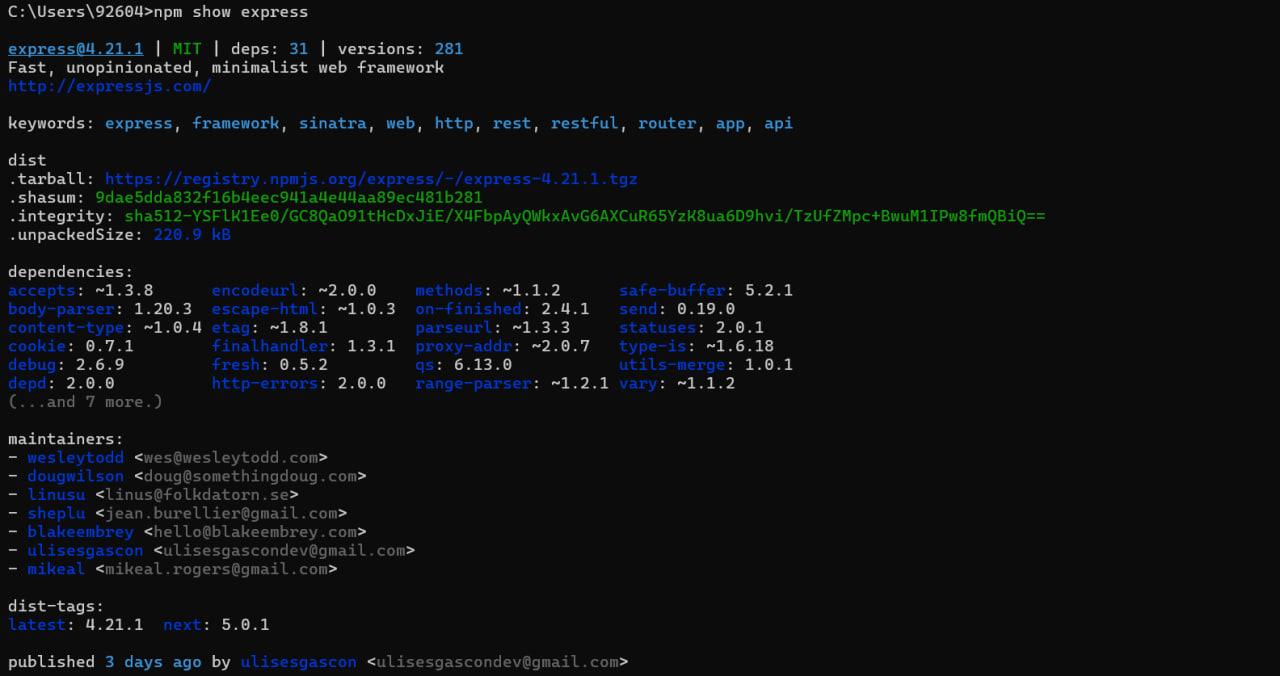 C:\Users\92604>npm show express
express@4.21.1 | MIT | deps: 31 | versions: 281
Fast, unopinionated, minimalist web framework
http://expressjs.com/
keywords: express, framework, sinatra, web, http, rest, restful, router, app, api
dist
.tarball: https://registry.npmjs.org/express/-/express-4.21.1.tgz
.shasum: 9dae5dda832f16b4eec941a4e44aa89ec481b281
.integrity: sha512-YSFlK1Ee0/GC8QaO91tHcDxJiE/X4FbpAyQWkxAvG6AXCuR65YzK8ua6D9hvi/TzUfZMpc+BwuM1IPw8fmQBiQ==
.unpackedSize: 220.9 kB
dependencies:
accepts: ~1.3.8 encodeurl: ~2.0.0 methods: ~1.1.2 safe-buffer: 5.2.1
body-parser: 1.20.3 escape-html: ~1.0.3 on-finished: 2.4.1 send: 0.19.0
content-type: ~1.0.4 etag: ~1.8.1 parseurl: ~1.3.3 statuses: 2.0.1
cookie: 0.7.1 finalhandler: 1.3.1 proxy-addr: ~2.0.7 type-is: ~1.6.18
debug: 2.6.9 fresh: 0.5.2 qs: 6.13.0 utils-merge: 1.0.1
depd: 2.0.0 http-errors: 2.0.0 range-parser: ~1.2.1 vary: ~1.1.2
(...and 7 more.)
maintainers:
- wesleytodd <wes@wesleytodd.com>
- dougwilson <doug@somethingdoug.com>
- linusu <linus@folkdatorn.se>
- sheplu <jean.burellier@gmail.com>
- blakeembrey <hello@blakeembrey.com>
- ulisesgascon <ulisesgascondev@gmail.com>
- mikeal <mikeal.rogers@gmail.com>
dist-tags:
latest: 4.21.1 next: 5.0.1
published 3 days ago by ulisesgascon <ulisesgascondev@gmail.com>